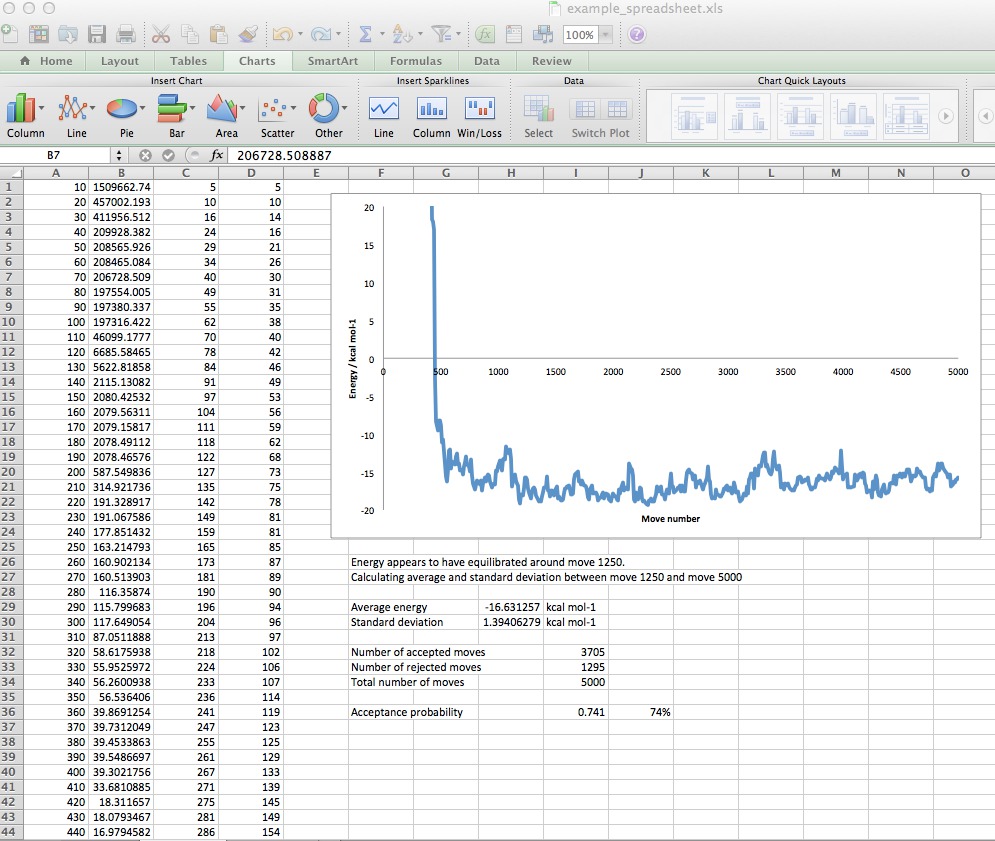 example_spreadsheet.xls
100%
Home Layout Tables Charts SmartArt Formulas Data Review
Insert Chart Insert Sparklines Data Chart Quick Layouts
Column Line Pie Bar Area Scatter Other Line Column Win/Loss Select Switch Plot
B7 fx 206728.508887
A B C D E F G H I J K L M N O
1 10 1509662.74 5 5
2 20 457002.193 10 10
3 30 411956.512 16 14
4 40 209928.382 24 16
5 50 208565.926 29 21
6 60 208465.084 34 26
7 70 206728.509 40 30
8 80 197554.005 49 31
9 90 197380.337 55 35
10 100 197316.422 62 38
11 110 46099.1777 70 40
12 120 6685.58465 78 42
13 130 5622.81858 84 46
14 140 2115.13082 91 49
15 150 2080.42532 97 53
16 160 2079.56311 104 56
17 170 2079.15817 111 59
18 180 2078.49112 118 62
19 190 2078.46576 122 68
20 200 587.549836 127 73
21 210 314.921736 135 75
22 220 191.328917 142 78
23 230 191.067586 149 81
24 240 177.851432 159 81
25 250 163.214793 165 85
26 260 160.902134 173 87
27 270 160.513903 181 89
28 280 116.35874 190 90
29 290 115.799683 196 94
30 300 117.649054 204 96
31 310 87.0511888 213 97
32 320 58.6175938 218 102
33 330 55.9525972 224 106
34 340 56.2600938 233 107
35 350 56.536406 236 114
36 360 39.8691254 241 119
37 370 39.7312049 247 123
38 380 39.4533863 255 125
39 390 39.5486697 261 129
40 400 39.3021756 267 133
41 410 33.6810885 271 139
42 420 18.311657 275 145
43 430 18.0793467 281 149
44 440 16.9794582 286 154
20
15
10
5
0
-5
-10
-15
-20
Energy / kcal mol-1
0 500 1000 1500 2000 2500 3000 3500 4000 4500 5000
Move number
Energy appears to have equilibrated around move 1250.
Calculating average and standard deviation between move 1250 and move 5000
Average energy -16.631257 kcal mol-1
Standard deviation 1.39406279 kcal mol-1
Number of accepted moves 3705
Number of rejected moves 1295
Total number of moves 5000
Acceptance probability 0.741 74%